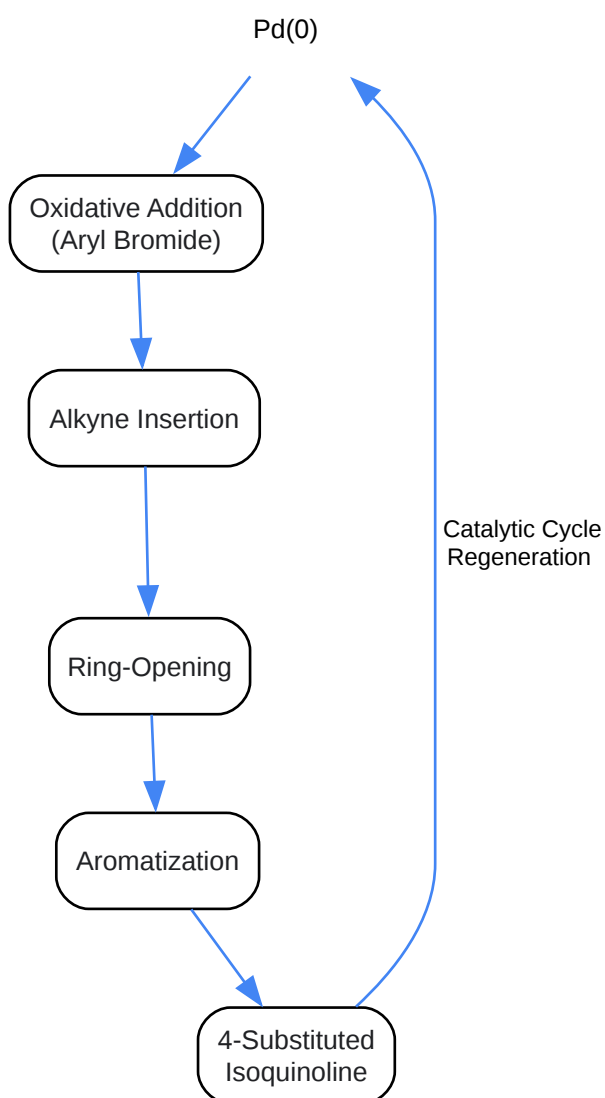 Pd(0)
Oxidative Addition
(Aryl Bromide)
Alkyne Insertion
Catalytic Cycle
Regeneration
Ring-Opening
Aromatization
4-Substituted
Isoquinoline